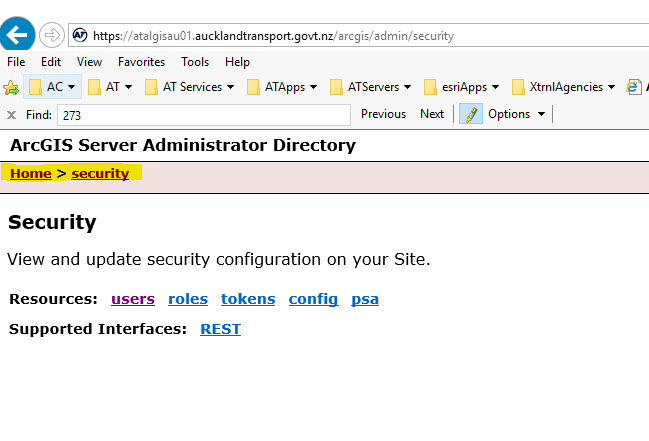 https://atalgisau01.aucklandtransport.govt.nz/arcgis/admin/security
File Edit View Favorites Tools Help
AC AT AT Services ATApps ATServers esriApps XtrnlAgencies A
x Find: 273 Previous Next Options
ArcGIS Server Administrator Directory
Home > security
Security
View and update security configuration on your Site.
Resources: users roles tokens config psa
Supported Interfaces: REST